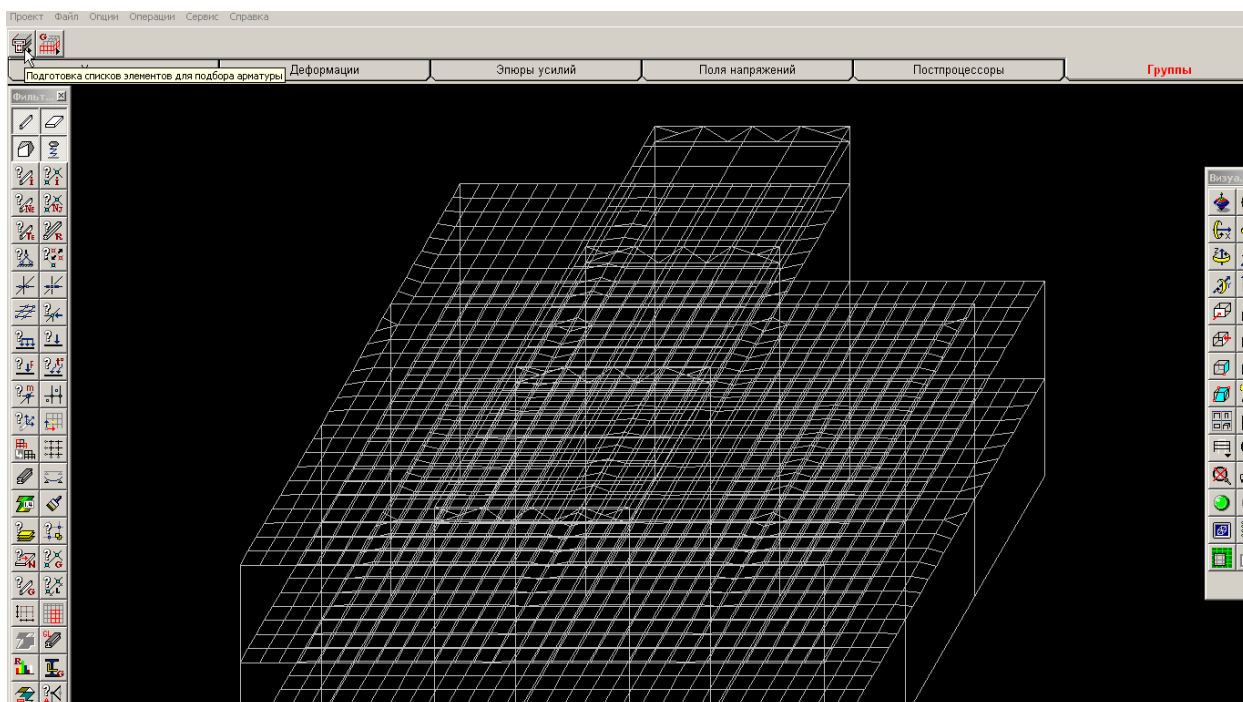 Проект Файл Опции Операции Сервис Справка
Подготовка списков элементов для подбора арматуры
Деформации Эпюры усилий Поля напряжений Постпроцессоры Группы
Фильт...
Визуа...